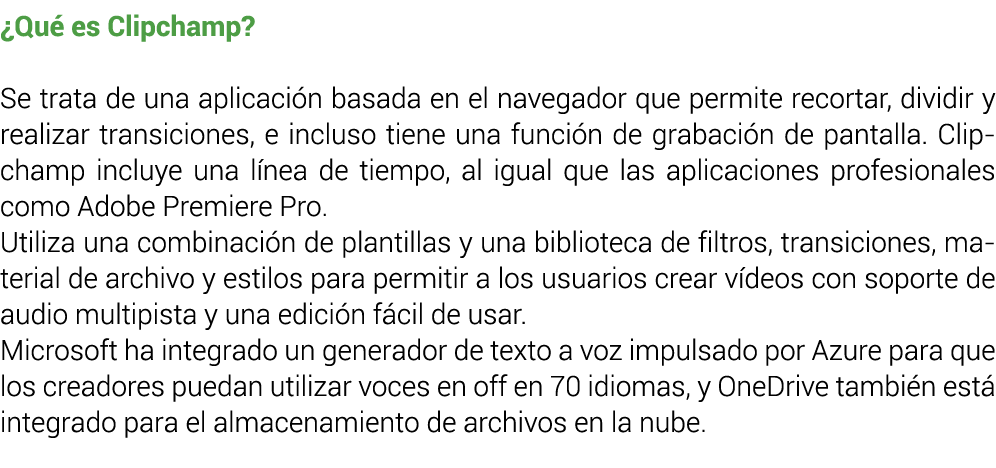 ¿Qué es Clipchamp?
Se trata de una aplicación basada en el navegador que permite recortar, dividir y
realizar transiciones, e incluso tiene una función de grabación de pantalla. Clip-
champ incluye una línea de tiempo, al igual que las aplicaciones profesionales
como Adobe Premiere Pro.
Utiliza una combinación de plantillas y una biblioteca de filtros, transiciones, ma-
terial de archivo y estilos para permitir a los usuarios crear vídeos con soporte de
audio multipista y una edición fácil de usar.
Microsoft ha integrado un generador de texto a voz impulsado por Azure para que
los creadores puedan utilizar voces en off en 70 idiomas, y OneDrive también está
integrado para el almacenamiento de archivos en la nube.